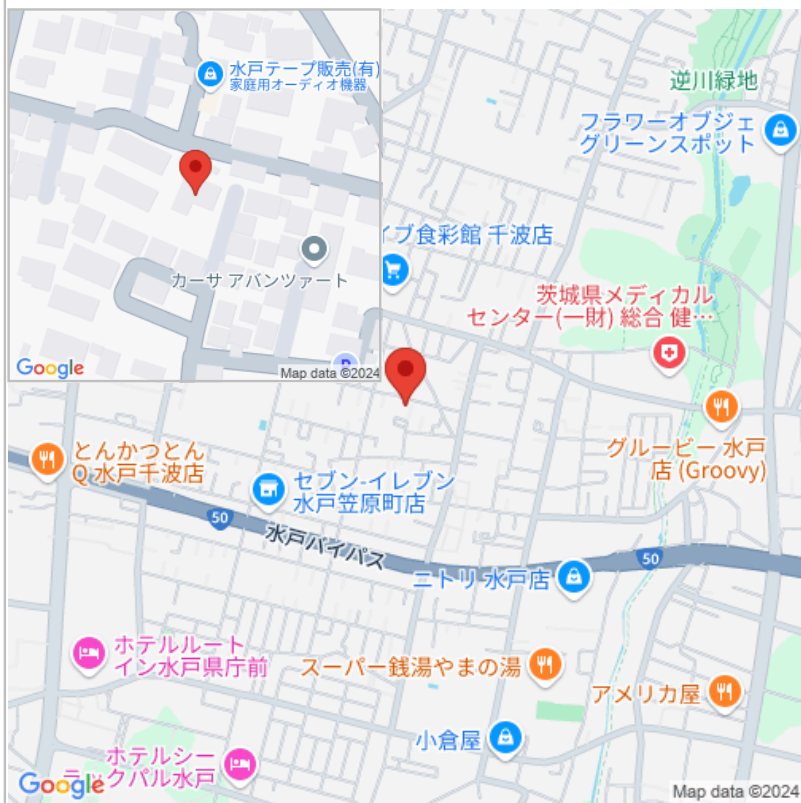 水戸テープ販売(有)
家庭用オーディオ機器
カーサ アバンツァート
Google
Map data ©2024
逆川緑地
フラワーオブジェ
グリーンスポット
イブ食彩館 千波店
茨城県メディカル
センター(一財) 総合 健…
グルービー 水戸
店 (Groovy)
とんかつとん
Q 水戸千波店
セブン-イレブン
水戸笠原町店
50
水戸バイパス
50
ニトリ 水戸店
ホテルルート
イン水戸県庁前
スーパー銭湯やまの湯
アメリカ屋
小倉屋
ホテルシー
ラックパル水戸
Google
Map data ©2024